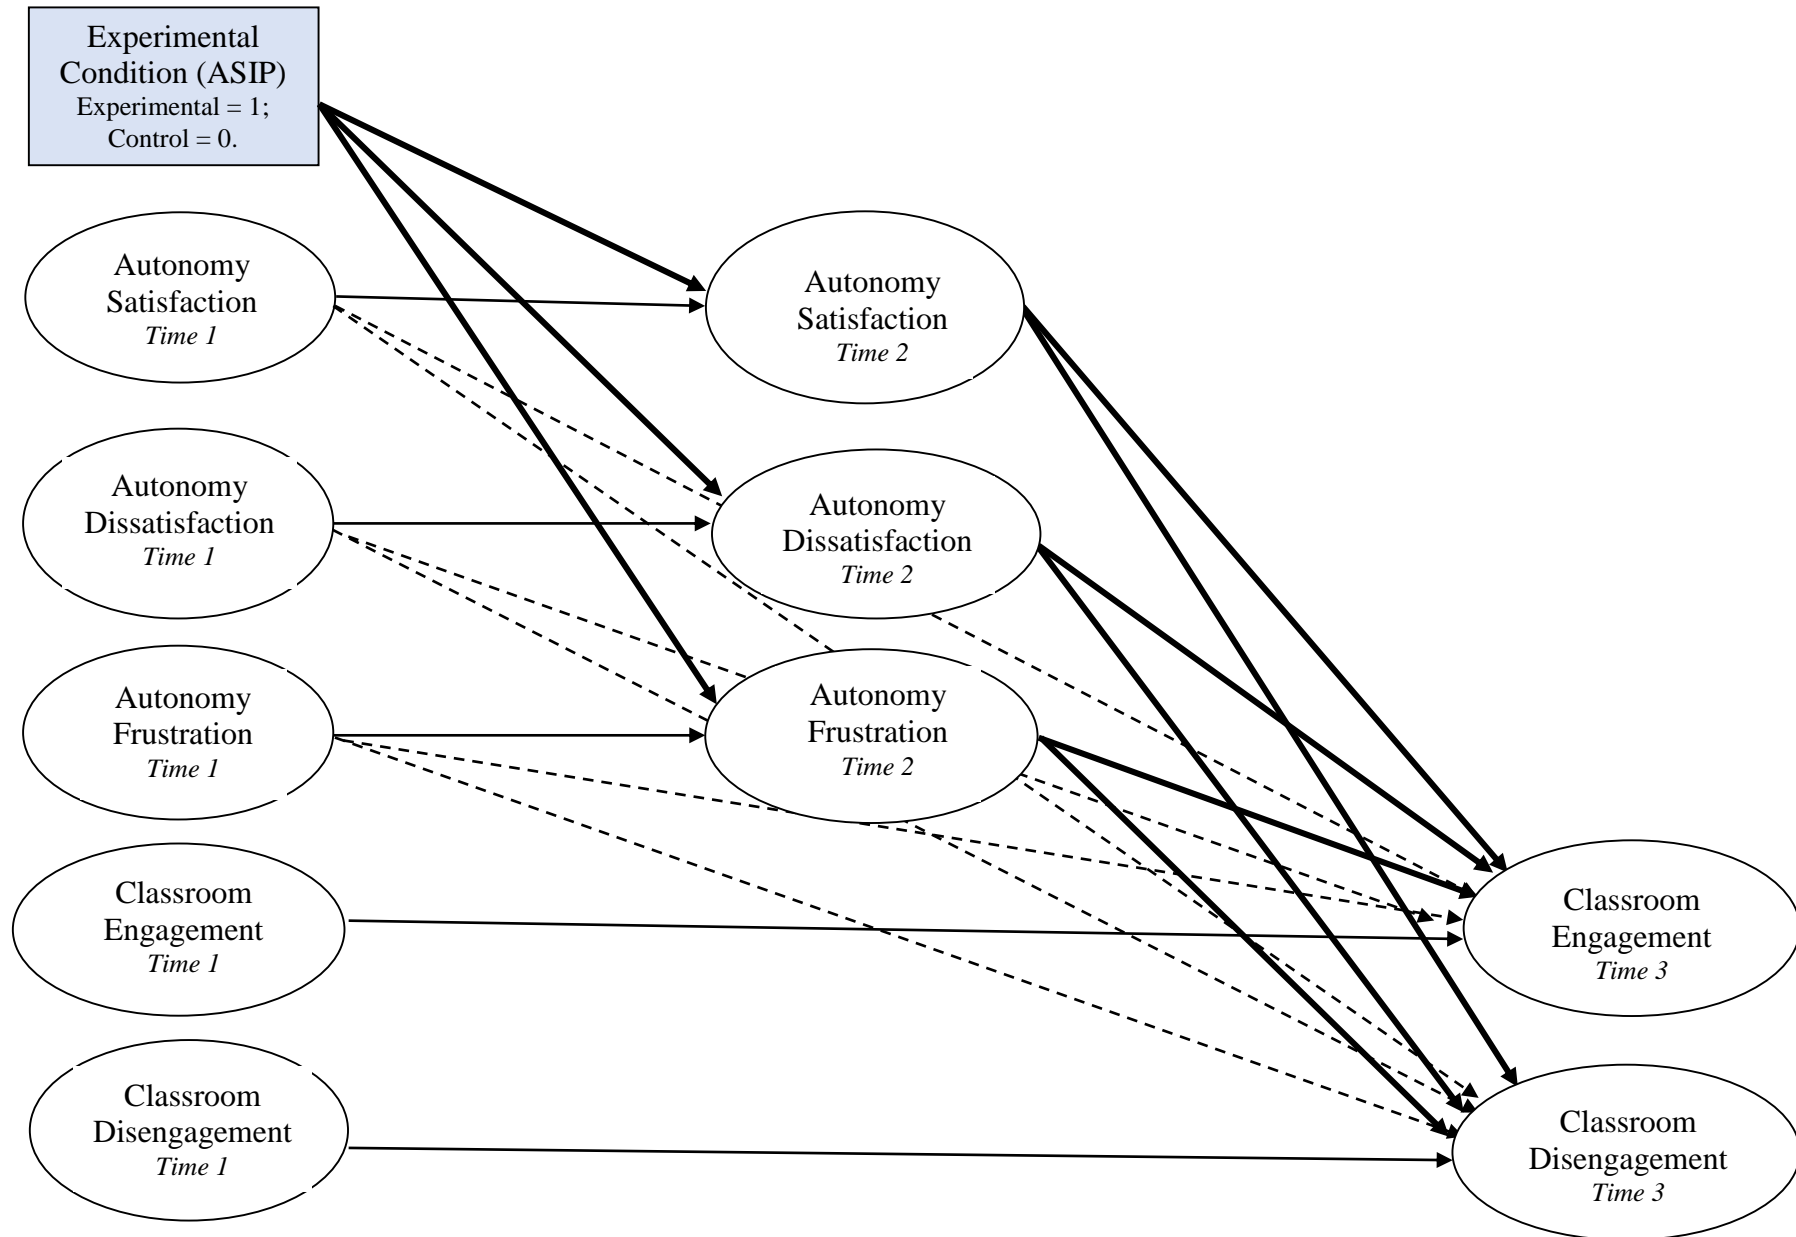 Experimental
Condition (ASIP)
Experimental = 1;
Control = 0.
Autonomy
Satisfaction
Time 1
Autonomy
Satisfaction
Time 2
Autonomy
Dissatisfaction
Time 1
Autonomy
Dissatisfaction
Time 2
Autonomy
Frustration
Time 1
Autonomy
Frustration
Time 2
Classroom
Engagement
Time 1
Classroom
Engagement
Time 3
Classroom
Disengagement
Time 1
Classroom
Disengagement
Time 3